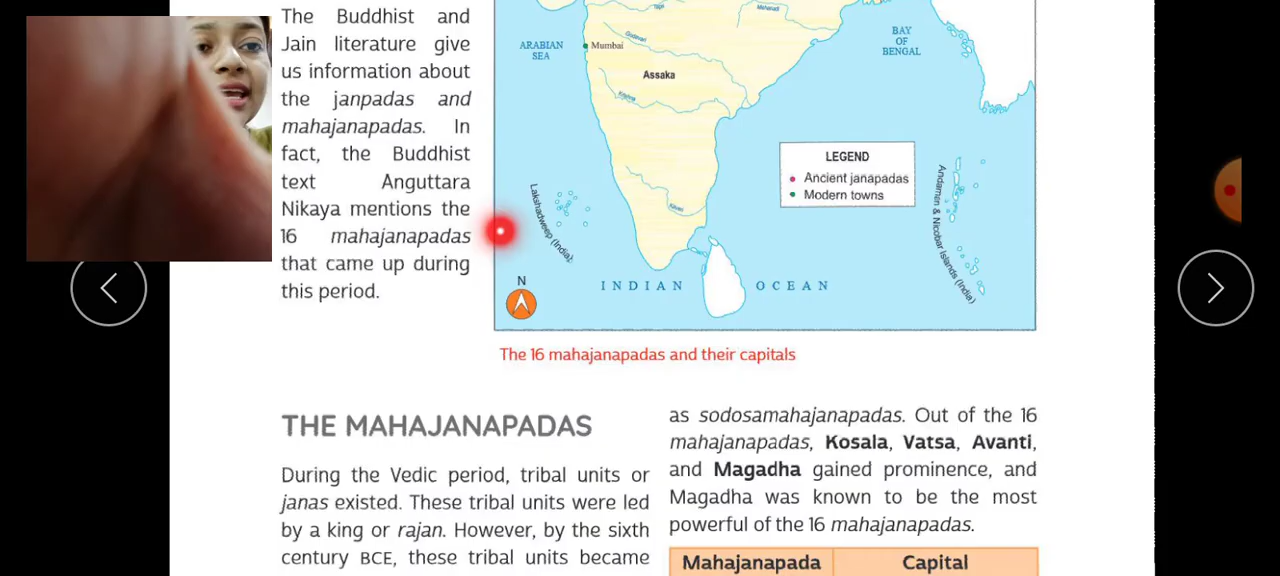 The Buddhist and
Jain literature give
us information about
the janpadas and
mahajanapadas. In
fact, the Buddhist
text Anguttara
Nikaya mentions the
16 mahajanapadas
that came up during
this period.
ARABIAN
SEA
Mumbai
Godavari
Mahanadi
BAY
OF
BENGAL
Assaka
Krishna
LEGEND
Ancient janapadas
Modern towns
Lakshadweep (India)
Andaman & Nicobar Islands (India)
N
INDIAN OCEAN
The 16 mahajanapadas and their capitals
THE MAHAJANAPADAS
During the Vedic period, tribal units or
janas existed. These tribal units were led
by a king or rajan. However, by the sixth
century BCE, these tribal units became
as sodosamahajanapadas. Out of the 16
mahajanapadas, Kosala, Vatsa, Avanti,
and Magadha gained prominence, and
Magadha was known to be the most
powerful of the 16 mahajanapadas.
Mahajanapada Capital